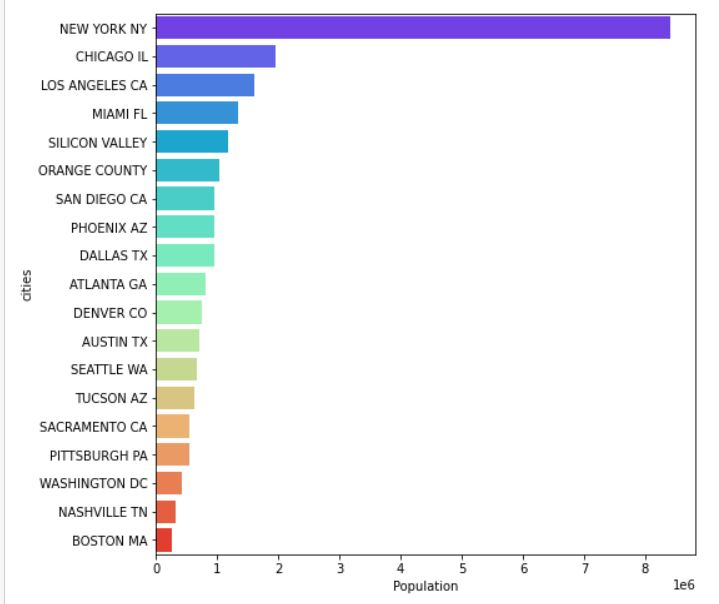 NEW YORK NY
CHICAGO IL
LOS ANGELES CA
MIAMI FL
SILICON VALLEY
ORANGE COUNTY
SAN DIEGO CA
PHOENIX AZ
DALLAS TX
ATLANTA GA
DENVER CO
AUSTIN TX
SEATTLE WA
TUCSON AZ
SACRAMENTO CA
PITTSBURGH PA
WASHINGTON DC
NASHVILLE TN
BOSTON MA
cities
0 1 2 3 4 5 6 7 8
Population
1e6